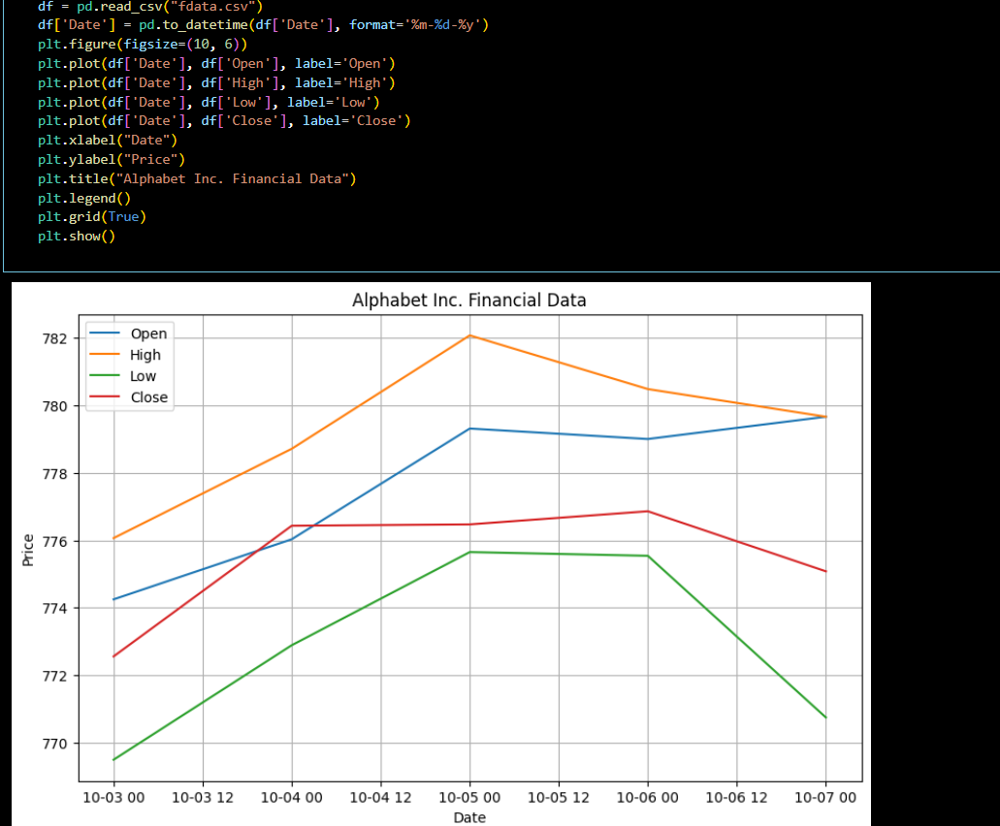 df = pd.read_csv("fdata.csv")
df['Date'] = pd.to_datetime(df['Date'], format='%m-%d-%y')
plt.figure(figsize=(10, 6))
plt.plot(df['Date'], df['Open'], label='Open')
plt.plot(df['Date'], df['High'], label='High')
plt.plot(df['Date'], df['Low'], label='Low')
plt.plot(df['Date'], df['Close'], label='Close')
plt.xlabel("Date")
plt.ylabel("Price")
plt.title("Alphabet Inc. Financial Data")
plt.legend()
plt.grid(True)
plt.show()
Alphabet Inc. Financial Data
Open
High
Low
Close
782
780
778
776
774
772
770
Price
10-03 00 10-03 12 10-04 00 10-04 12 10-05 00 10-05 12 10-06 00 10-06 12 10-07 00
Date